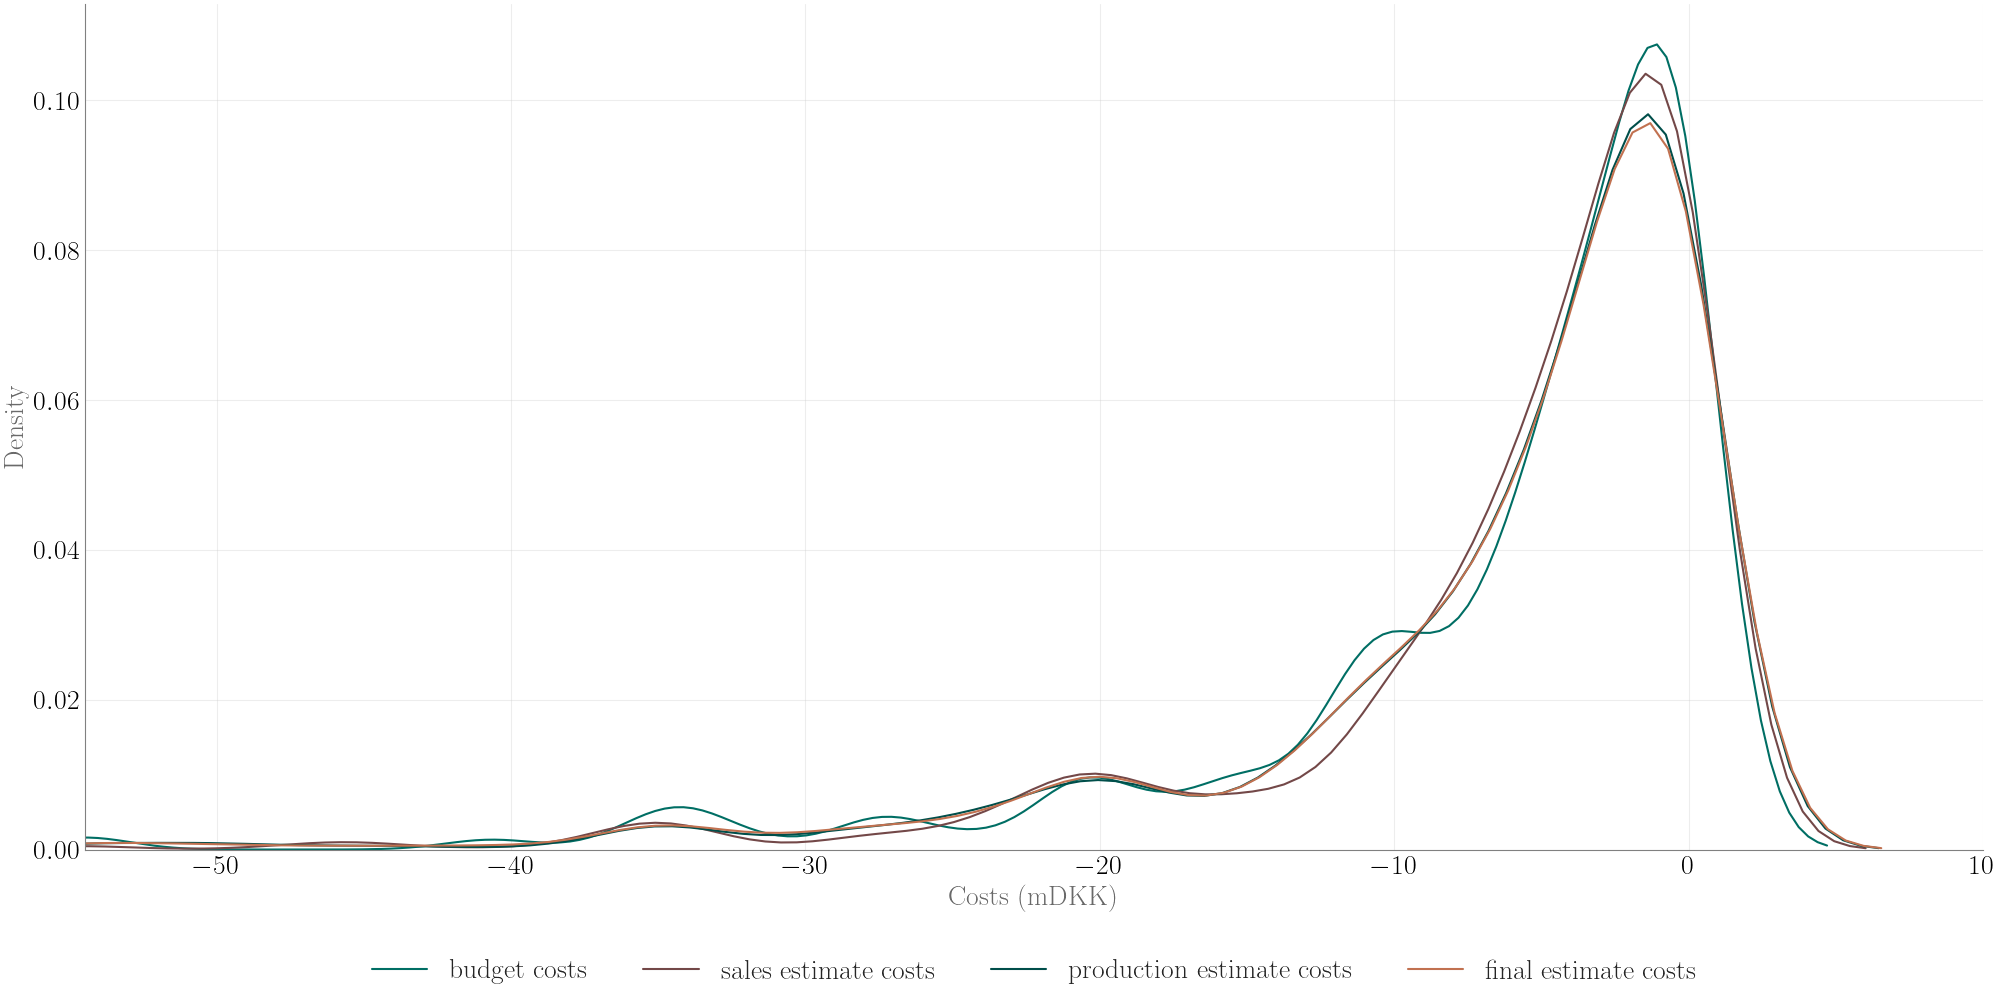 0.10
0.08
0.06
0.04
0.02
0.00
Density
−50 −40 −30 −20 −10 0 10
Costs (mDKK)
budget costs sales estimate costs production estimate costs final estimate costs